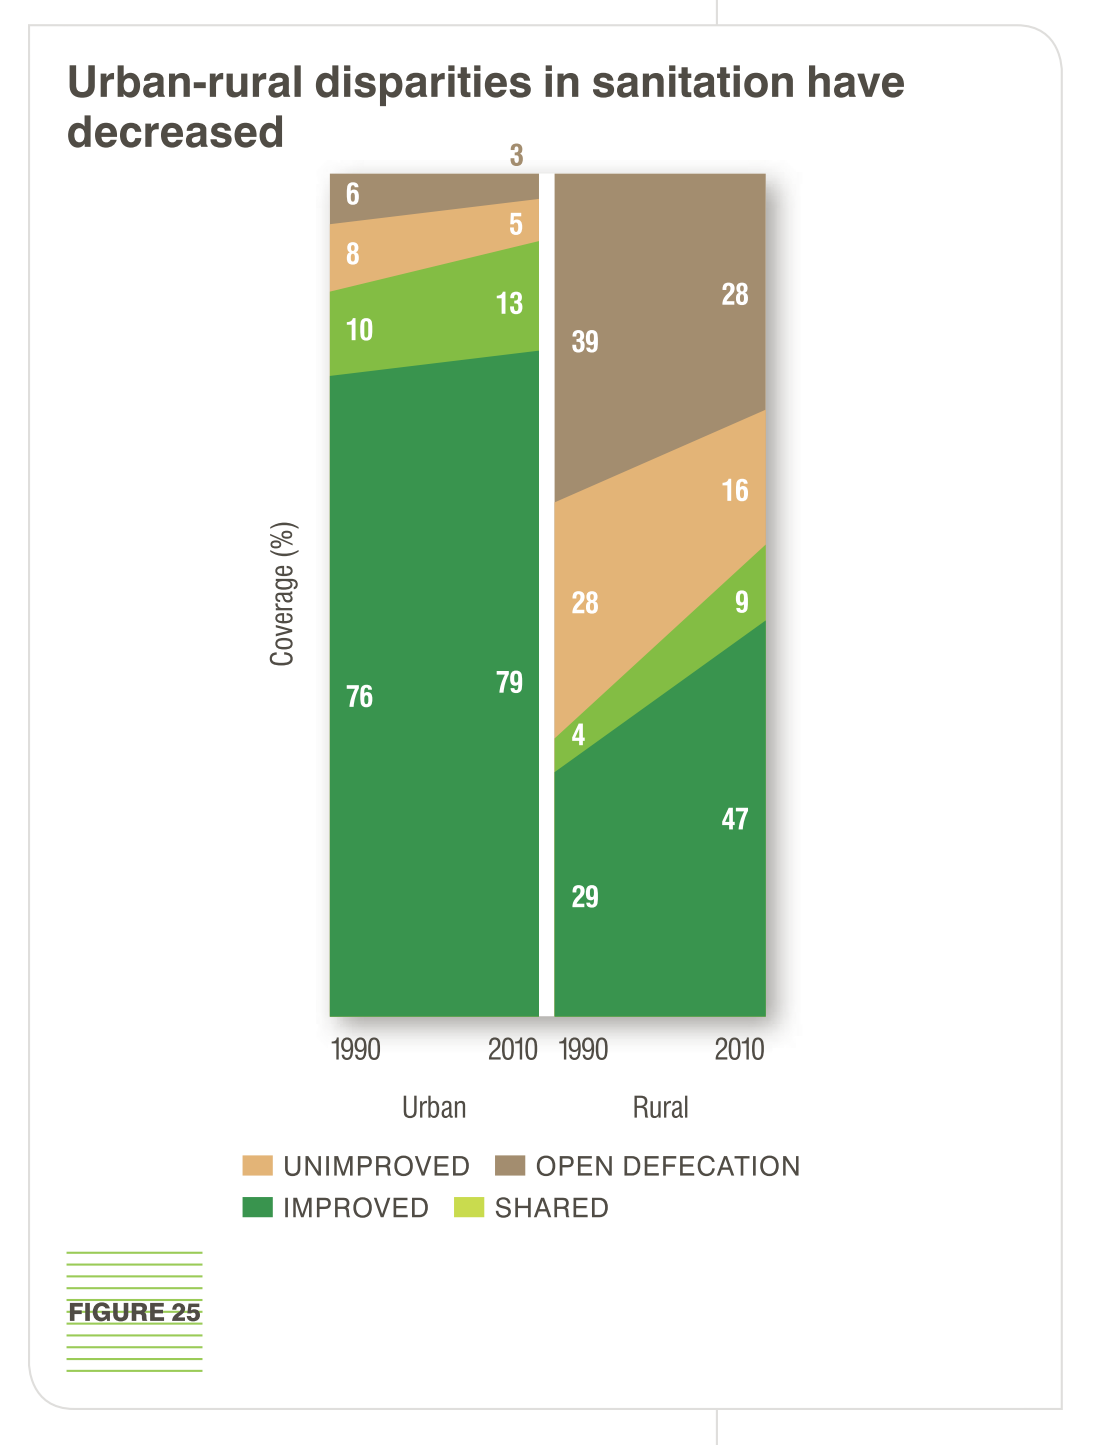 Urban-rural disparities in sanitation have
decreased
3
6
5
8
13
10
28
39
16
28
9
76
79
4
47
29
Coverage (%)
1990 2010 1990 2010
Urban Rural
UNIMPROVED OPEN DEFECATION
IMPROVED SHARED
FIGURE 25